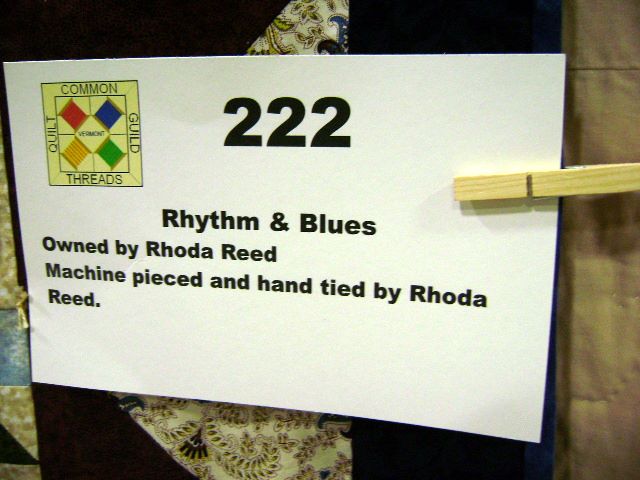 COMMON
QUILT
VERMONT
GUILD
THREADS
222
Rhythm & Blues
Owned by Rhoda Reed
Machine pieced and hand tied by Rhoda
Reed.